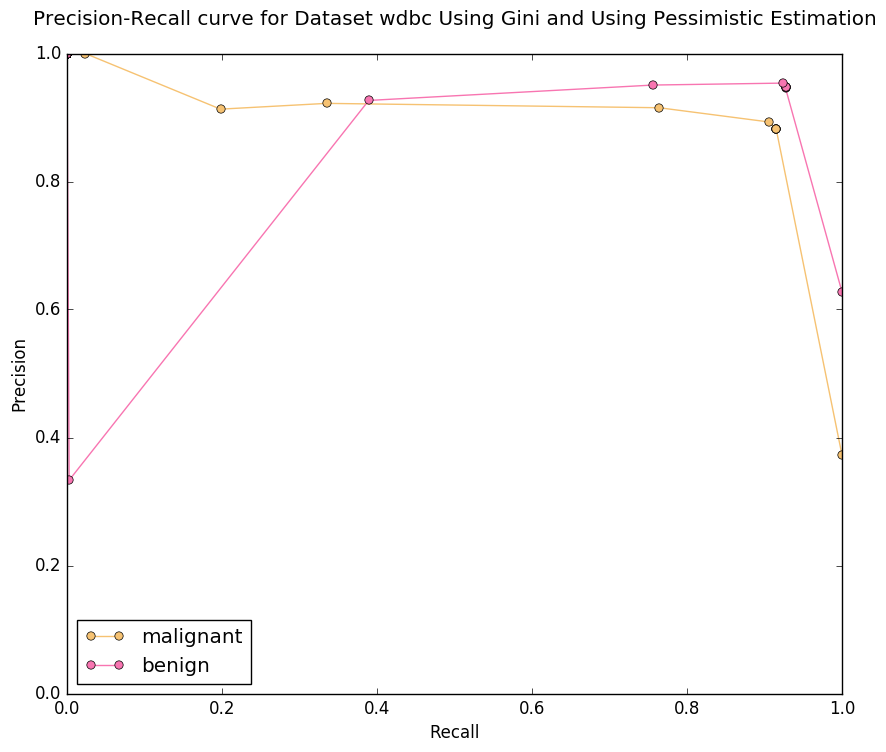 Precision-Recall curve for Dataset wdbc Using Gini and Using Pessimistic Estimation
1.0
0.8
0.6
Precision
0.4
0.2
malignant
benign
0.0
0.0 0.2 0.4 0.6 0.8 1.0
Recall